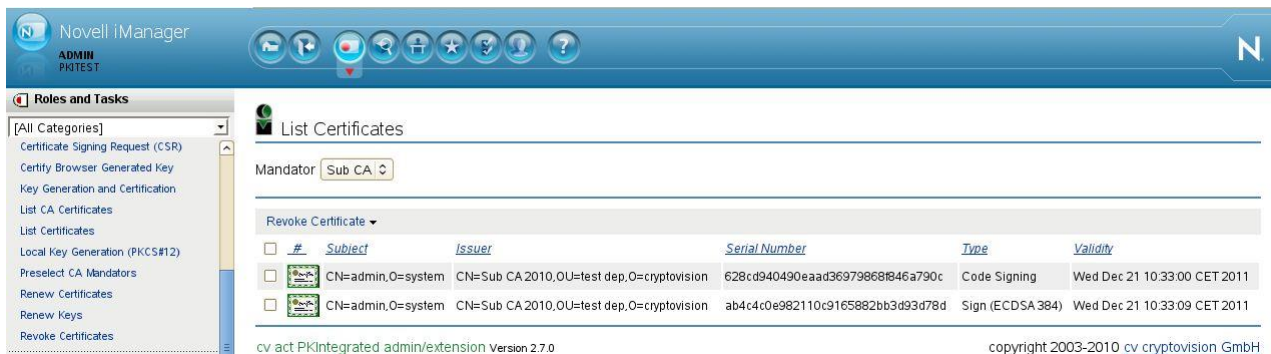 Novell iManager
ADMIN
PKITEST
N
Roles and Tasks
[All Categories]
Certificate Signing Request (CSR)
Certify Browser Generated Key
Key Generation and Certification
List CA Certificates
List Certificates
Local Key Generation (PKCS#12)
Preselect CA Mandators
Renew Certificates
Renew Keys
Revoke Certificates
List Certificates
Mandator Sub CA
Revoke Certificate
# Subject Issuer Serial Number Type Validity
CN=admin,O=system CN=Sub CA 2010,OU=test dep,O=cryptovision 628cd940490eaad36979868f846a790c Code Signing Wed Dec 21 10:33:00 CET 2011
CN=admin,O=system CN=Sub CA 2010,OU=test dep,O=cryptovision ab4c4c0e982110c9165882bb3d93d78d Sign (ECDSA384) Wed Dec 21 10:33:09 CET 2011
cv act PKIntegrated admin/extension Version 2.7.0 copyright 2003-2010 cv cryptovision GmbH